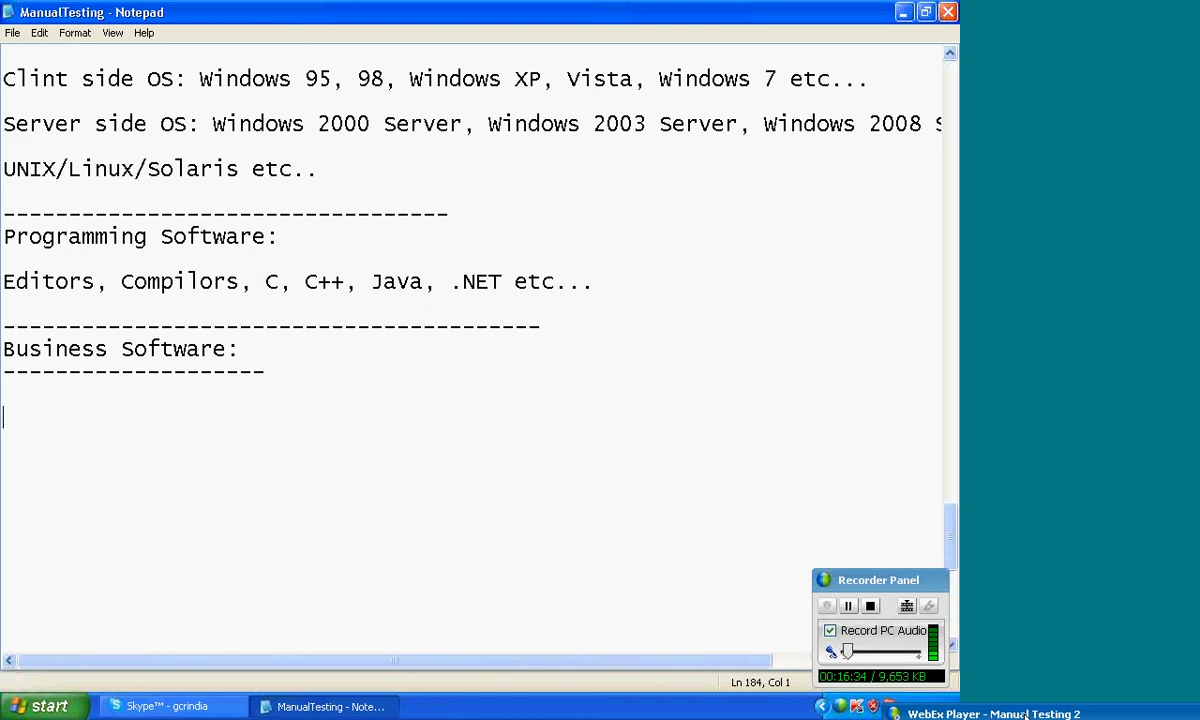 ManualTesting - Notepad
File Edit Format View Help
Clint side OS: Windows 95, 98, Windows XP, Vista, Windows 7 etc...
Server side OS: Windows 2000 Server, Windows 2003 Server, Windows 2008 S
UNIX/Linux/Solaris etc..
----------------------------------
Programming Software:
Editors, Compilors, C, C++, Java, .NET etc...
-----------------------------------------
Business Software:
--------------------
Recorder Panel
Record PC Audio
00:16:34 / 9,653 KB
Ln 184, Col 1
start
Skype™ - gcrindia
ManualTesting - Note...
WebEx Player - Manual Testing 2